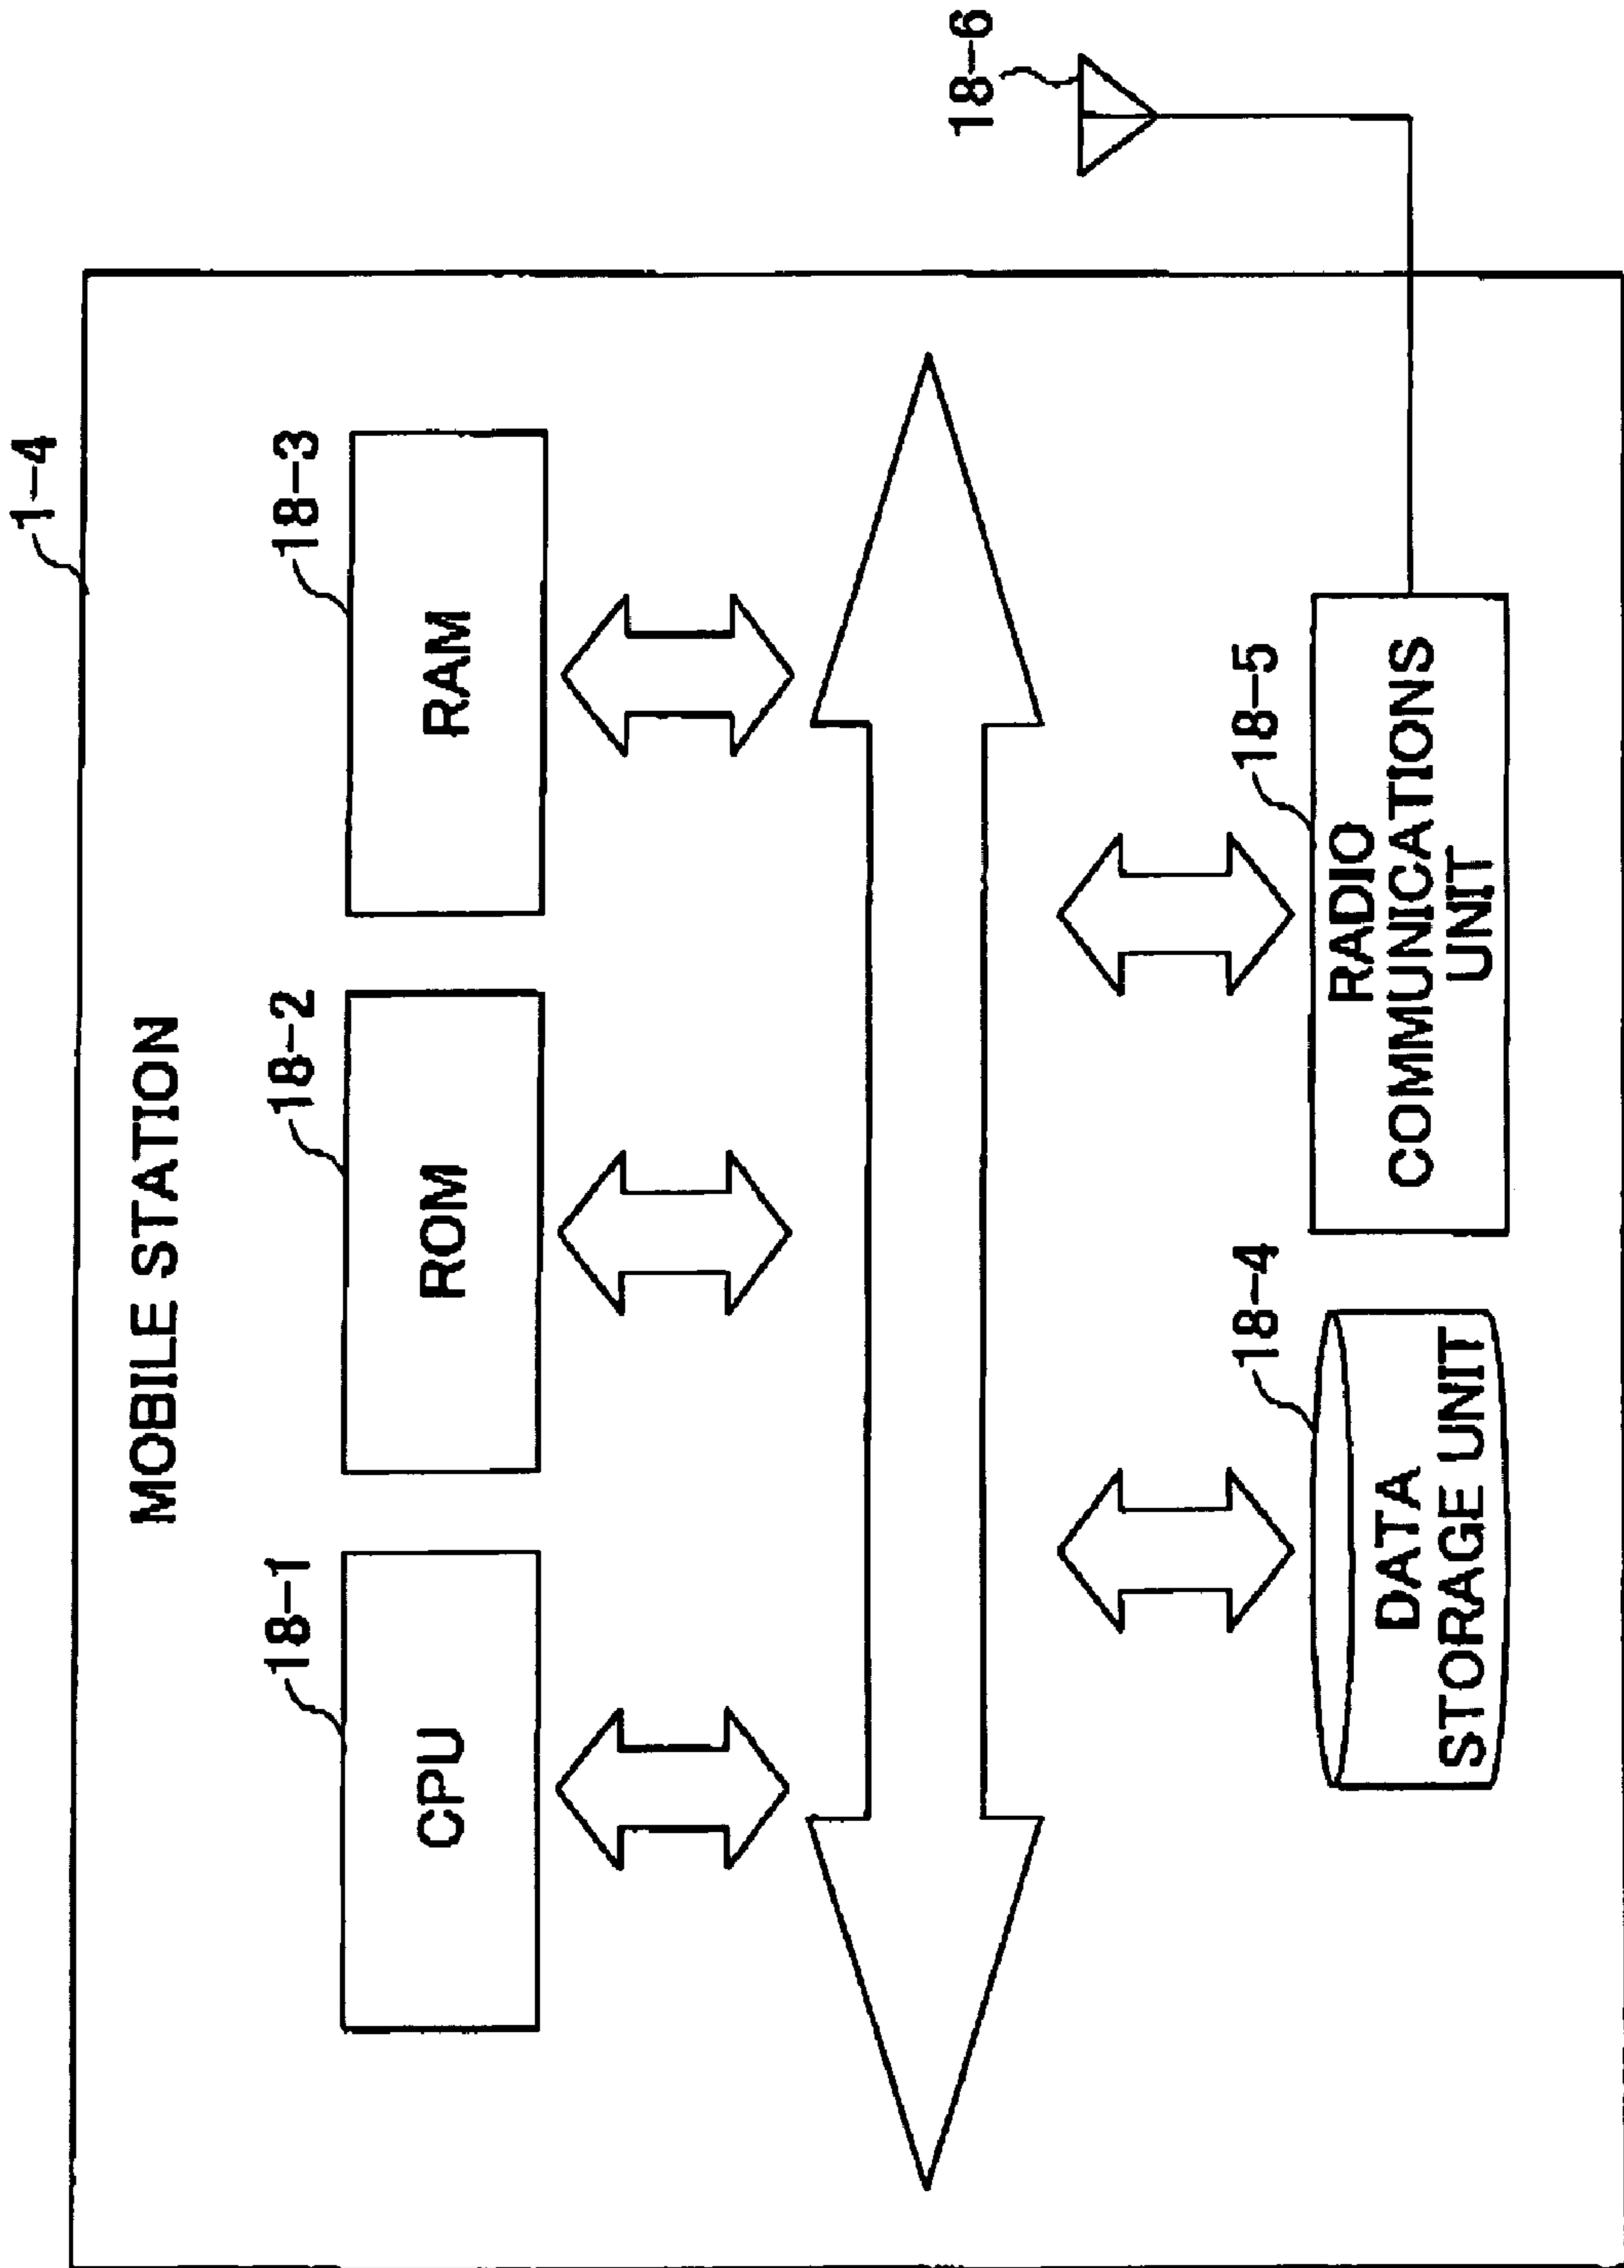 1-4
MOBILE STATION
18-1
18-2
18-3
CPU
ROM
RAM
18-6
18-4
18-5
DATA
STORAGE UNIT
RADIO
COMMUNICATIONS
UNIT